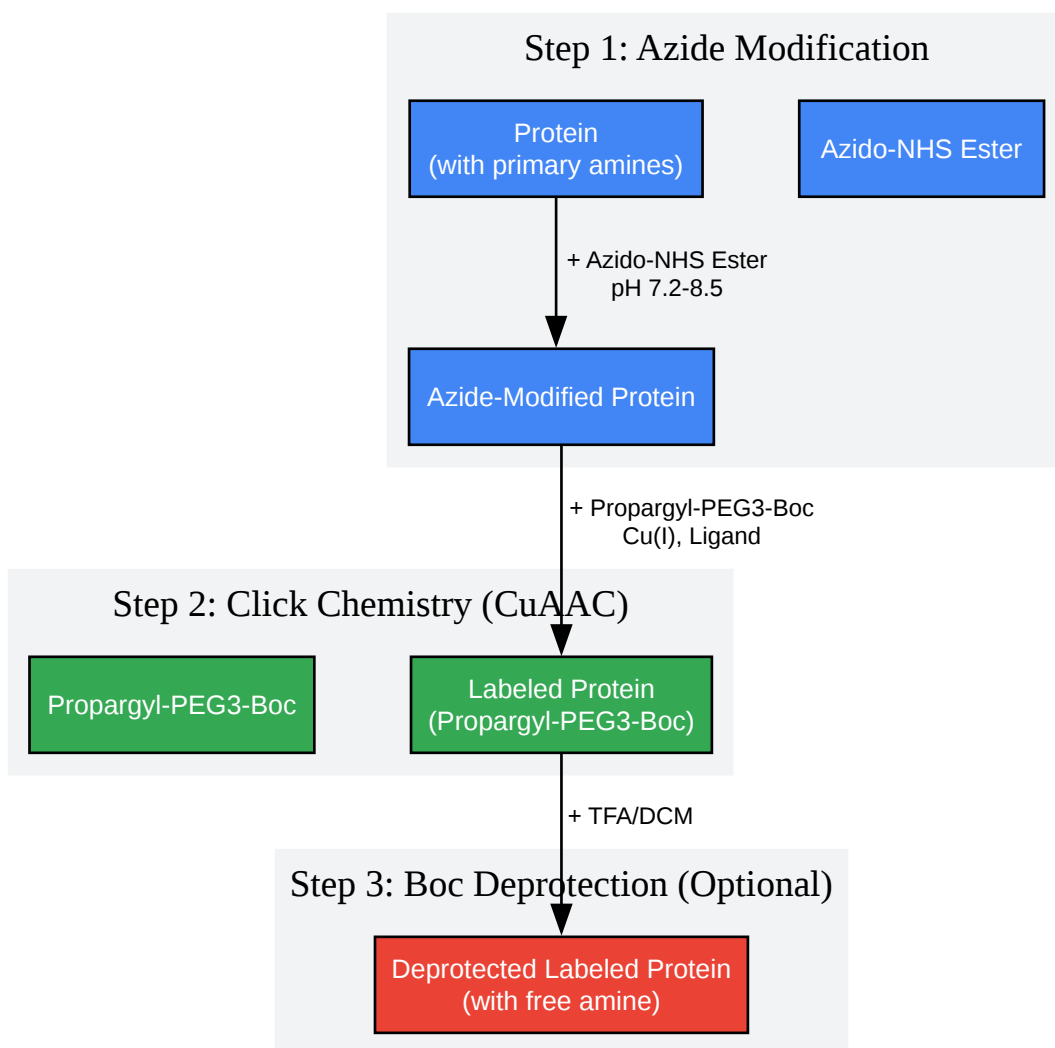 Step 1: Azide Modification
Protein
(with primary amines)
Azido-NHS Ester
+ Azido-NHS Ester
pH 7.2-8.5
Azide-Modified Protein
+ Propargyl-PEG3-Boc
Cu(I), Ligand
Step 2: Click Chemistry (CuAAC)
Propargyl-PEG3-Boc
Labeled Protein
(Propargyl-PEG3-Boc)
+ TFA/DCM
Step 3: Boc Deprotection (Optional)
Deprotected Labeled Protein
(with free amine)